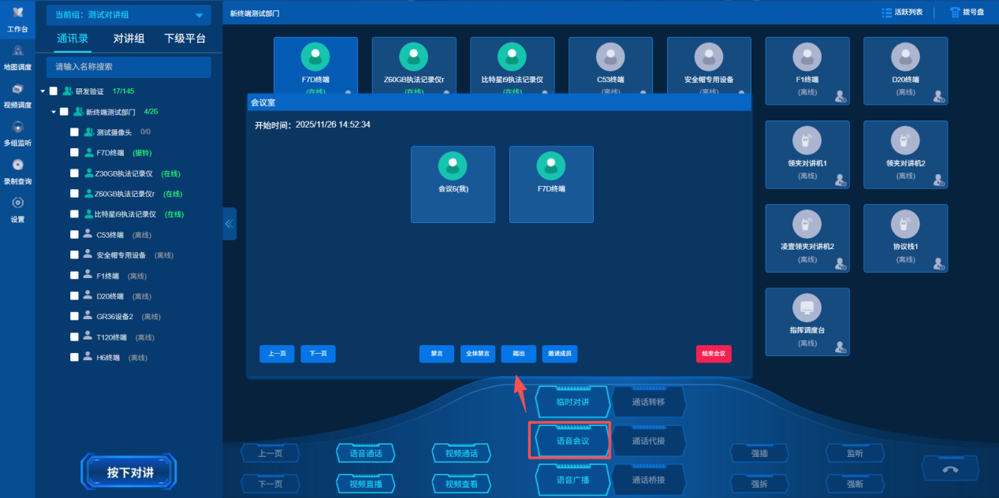 工作台
地图调度
视频调度
多组监听
录制查询
设置
当前组：测试对讲组
通讯录 对讲组 下级平台
请输入名称搜索
研发验证 17/145
新终端测试部门 4/26
测试摄像头 0/0
F7D终端 (振铃)
Z30GB执法记录仪 (在线)
Z60GB执法记录仪r (在线)
比特星i9执法记录仪 (在线)
C53终端 (离线)
安全帽专用设备 (离线)
F1终端 (离线)
D20终端 (离线)
GR36设备2 (离线)
T120终端 (离线)
H6终端 (离线)
按下对讲
新终端测试部门
活跃列表
拨号盘
F7D终端
(在线)
Z60GB执法记录仪r
(在线)
比特星i9执法记录仪
(在线)
C53终端
(离线)
安全帽专用设备
(离线)
F1终端
(离线)
D20终端
(离线)
领夹对讲机1
(离线)
领夹对讲机2
(离线)
凌壹领夹对讲机2
(离线)
协议栈1
(离线)
指挥调度台
(离线)
会议室
开始时间：2025/11/26 14:52:34
会议6(我)
F7D终端
上一页 下一页 禁言 全体禁言 踢出 邀请成员 结束会议
临时对讲 通话转移
语音会议 通话代接
语音广播 通话桥接
上一页 语音通话 视频通话 强插 监听
下一页 视频直播 视频查看 强拆 强断